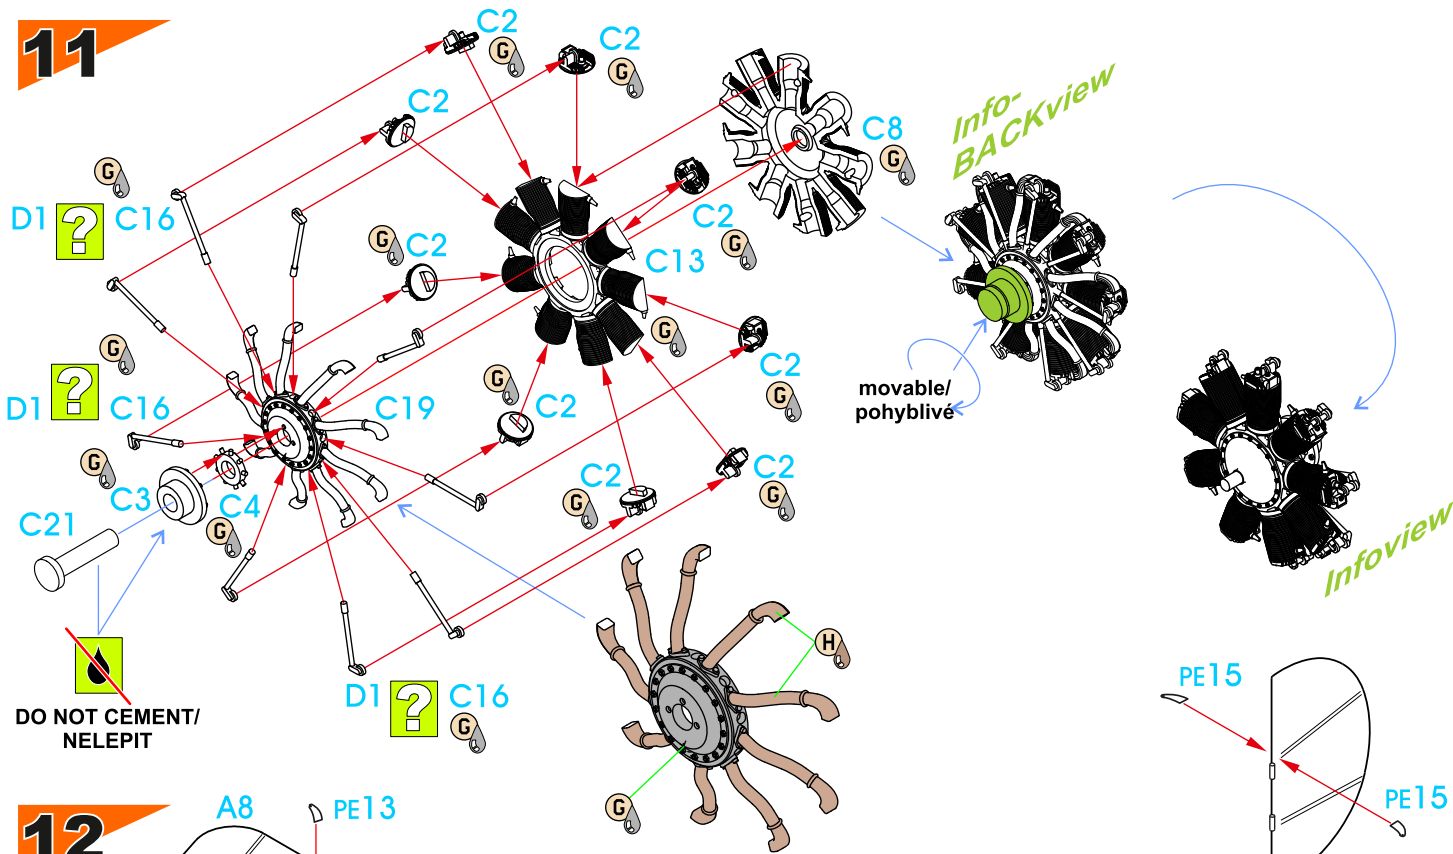 11
C2
G
C2
G
C2
C8
G
Info-
BACKview
G
D1 ? C16
G C2
C2
G
C13
G
G
D1 ? C16
C19
G
C2
C2
G
movable/
pohyblivé
G
C3
C4
G
C21
C2
G
C2
G
Infoview
DO NOT CEMENT/
NELEPIT
D1 ? C16
G
H
G
PE15
PE15
12
A8
PE13